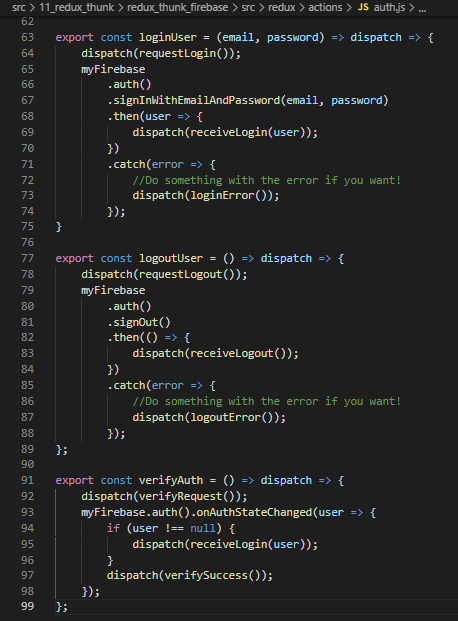 src > 11_redux_thunk > redux_thunk_firebase > src > redux > actions > JS auth.js > ...
62
63 export const loginUser = (email, password) => dispatch => {
64     dispatch(requestLogin());
65     myFirebase
66         .auth()
67         .signInWithEmailAndPassword(email, password)
68         .then(user => {
69             dispatch(receiveLogin(user));
70         })
71         .catch(error => {
72             //Do something with the error if you want!
73             dispatch(loginError());
74         });
75 }
76
77 export const logoutUser = () => dispatch => {
78     dispatch(requestLogout());
79     myFirebase
80         .auth()
81         .signOut()
82         .then(() => {
83             dispatch(receiveLogout());
84         })
85         .catch(error => {
86             //Do something with the error if you want!
87             dispatch(logoutError());
88         });
89 };
90
91 export const verifyAuth = () => dispatch => {
92     dispatch(verifyRequest());
93     myFirebase.auth().onAuthStateChanged(user => {
94         if (user !== null) {
95             dispatch(receiveLogin(user));
96         }
97         dispatch(verifySuccess());
98     });
99 };